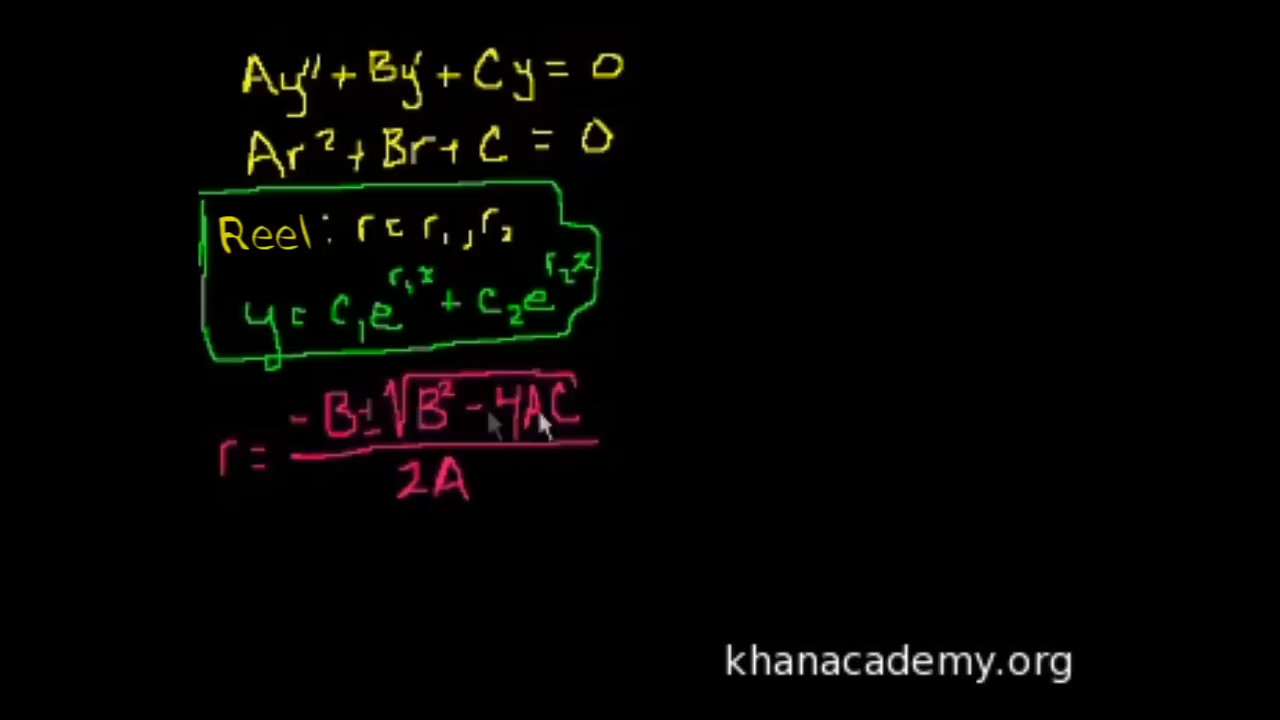 Ay'' + By' + Cy = 0
Ar² + Br + C = 0
Reel: r = r₁, r₂
y = C₁e^(r₁x) + C₂e^(r₂x)
r = (-B ± √(B² - 4AC)) / 2A
khanacademy.org